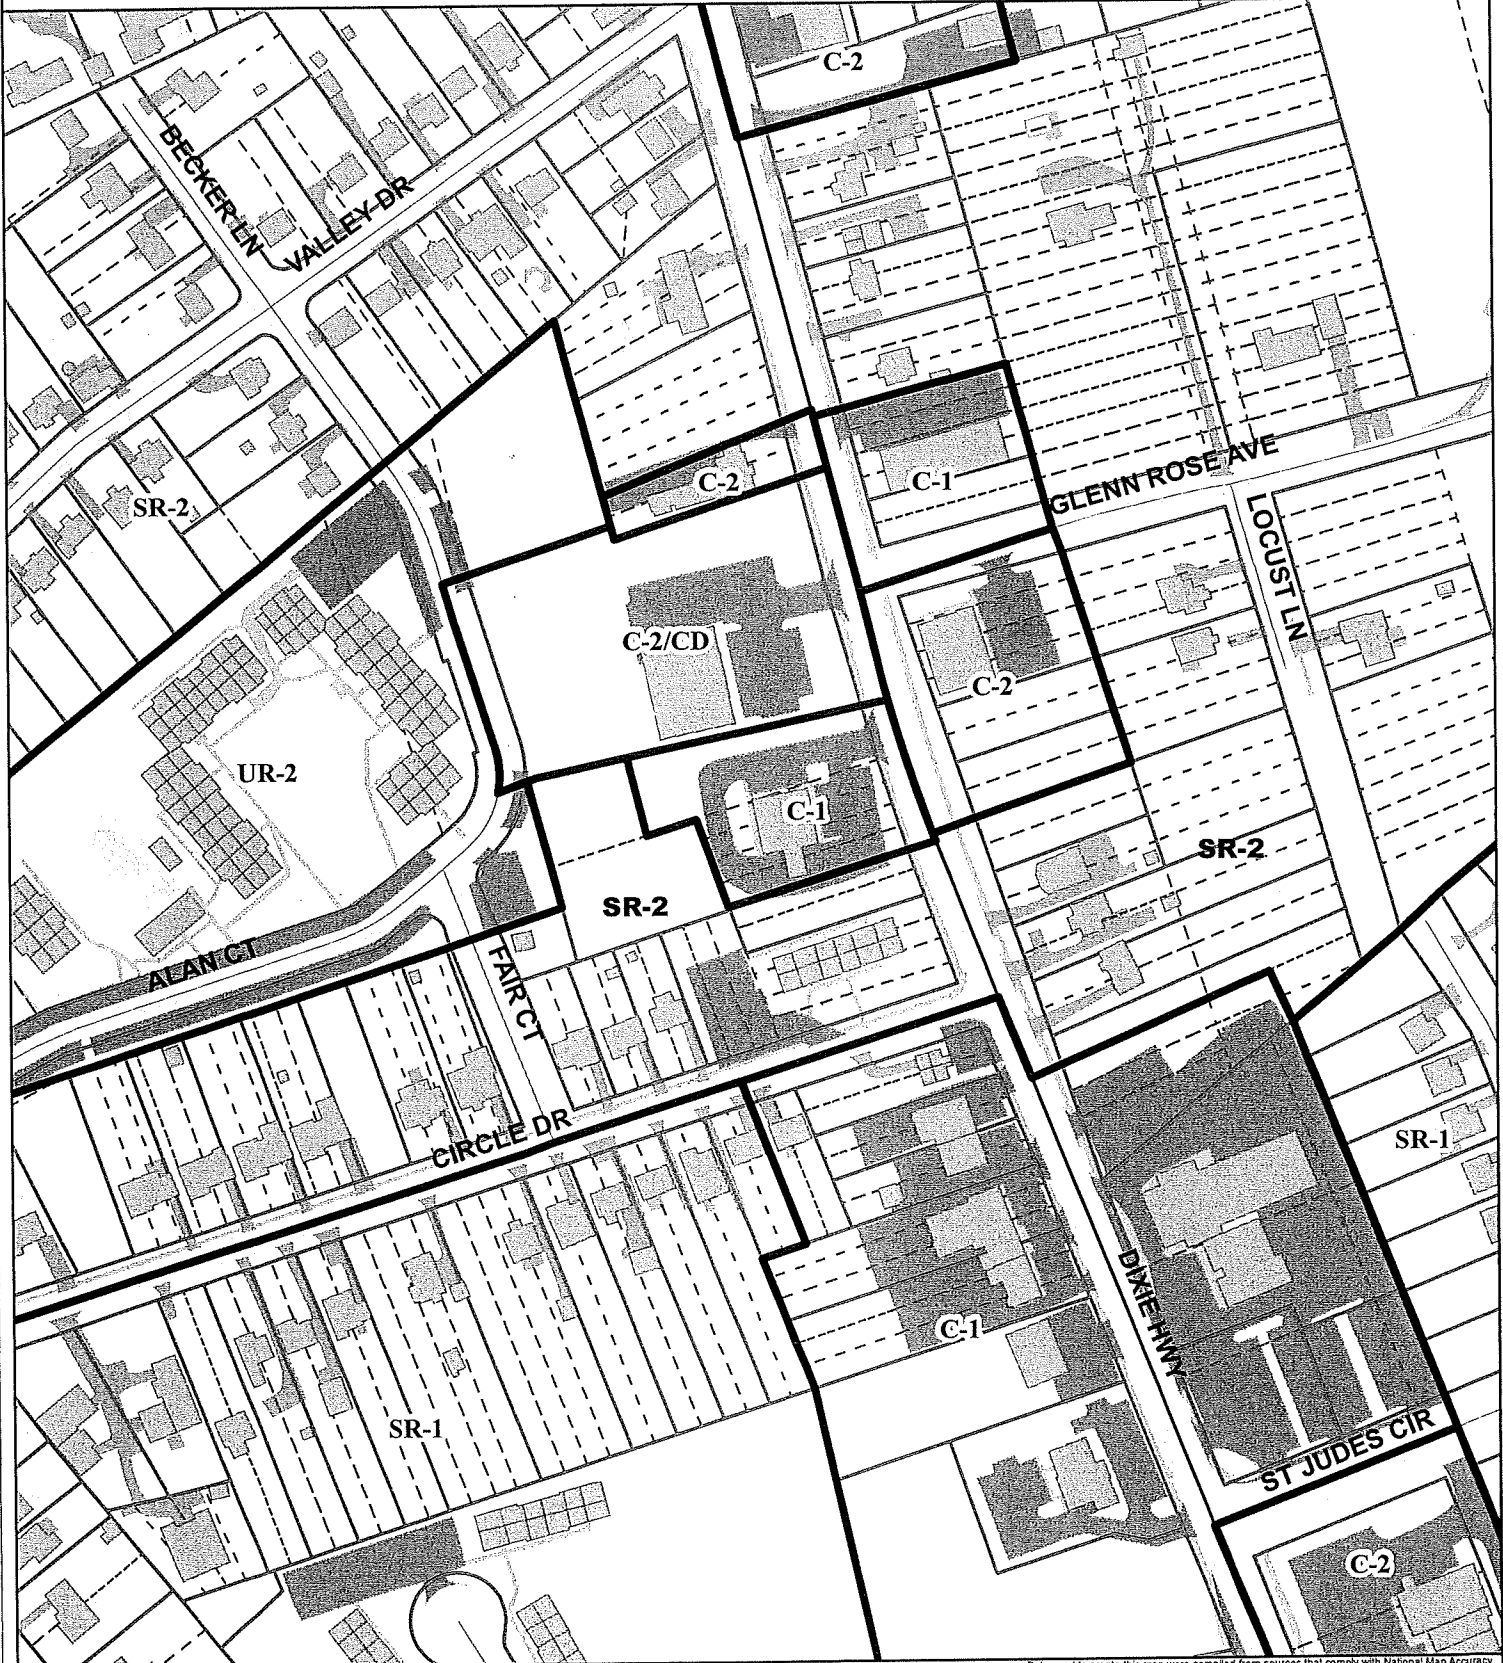 C-2
BECKER LN
VALLEY DR
C-2
C-1
GLENN ROSE AVE
SR-2
LOCUST LN
C-2/CD
C-2
UR-2
C-1
SR-2
SR-2
ALAN CT
FAIR CT
CIRCLE DR
SR-1
DIXIE HWY
C-1
SR-1
ST JUDES CIR
C-2